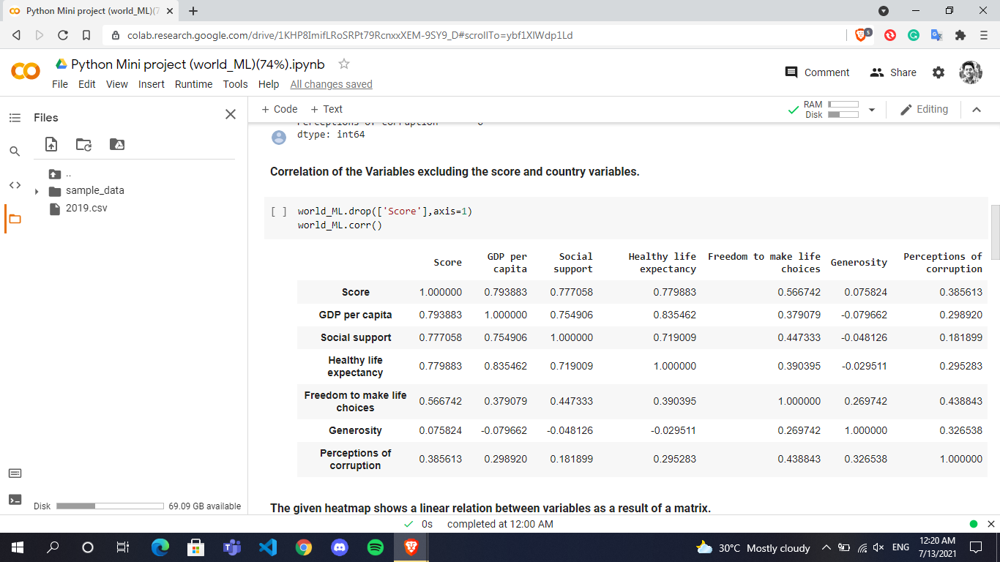 Python Mini project (world_ML)(7
colab.research.google.com/drive/1KHP8ImifLRoSRPt79RcnxxXEM-9SY9_D#scrollTo=ybf1XlWdp1Ld
5
Python Mini project (world_ML)(74%).ipynb
Comment
Share
File Edit View Insert Runtime Tools Help All changes saved
Files
+ Code + Text
RAM
Disk
Editing
..
sample_data
2019.csv
Perceptions of corruption 0
dtype: int64
Correlation of the Variables excluding the score and country variables.
[ ] world_ML.drop(['Score'],axis=1)
world_ML.corr()
Score GDP per capita Social support Healthy life expectancy Freedom to make life choices Generosity Perceptions of corruption
Score 1.000000 0.793883 0.777058 0.779883 0.566742 0.075824 0.385613
GDP per capita 0.793883 1.000000 0.754906 0.835462 0.379079 -0.079662 0.298920
Social support 0.777058 0.754906 1.000000 0.719009 0.447333 -0.048126 0.181899
Healthy life expectancy 0.779883 0.835462 0.719009 1.000000 0.390395 -0.029511 0.295283
Freedom to make life choices 0.566742 0.379079 0.447333 0.390395 1.000000 0.269742 0.438843
Generosity 0.075824 -0.079662 -0.048126 -0.029511 0.269742 1.000000 0.326538
Perceptions of corruption 0.385613 0.298920 0.181899 0.295283 0.438843 0.326538 1.000000
The given heatmap shows a linear relation between variables as a result of a matrix.
Disk 69.09 GB available
0s completed at 12:00 AM
30°C Mostly cloudy
ENG
12:20 AM
7/13/2021